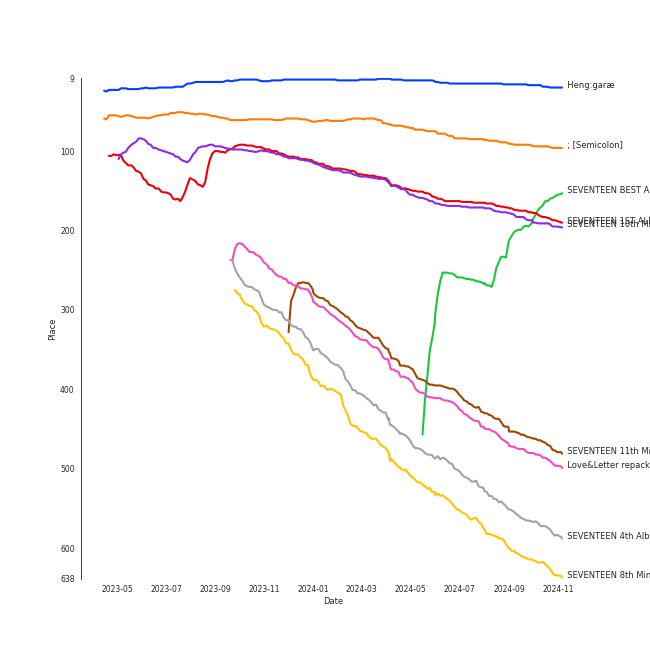 9
Heng:garæ
; [Semicolon]
100
SEVENTEEN BEST A
200
SEVENTEEN 1ST AL
SEVENTEEN 10th Mi
300
Place
400
SEVENTEEN 11th Mi
Love&Letter repack
500
SEVENTEEN 4th Alb
600
SEVENTEEN 8th Min
638
2023-05 2023-07 2023-09 2023-11 2024-01 2024-03 2024-05 2024-07 2024-09 2024-11
Date